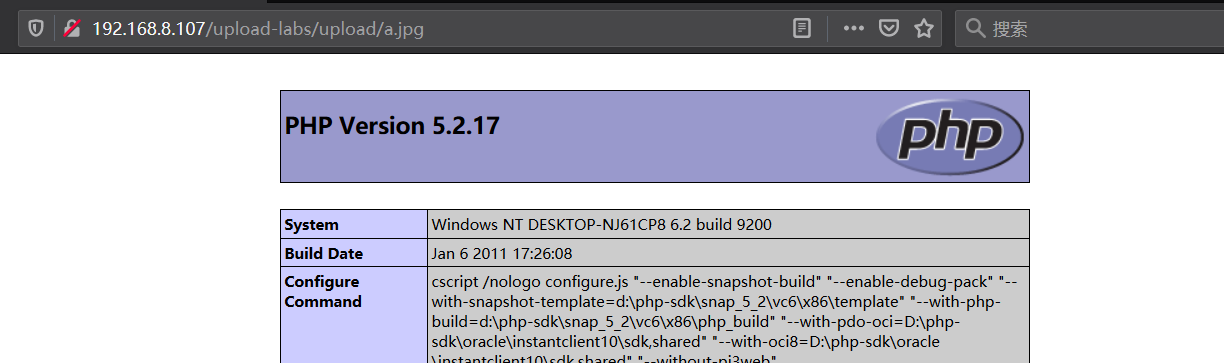 192.168.8.107/upload-labs/upload/a.jpg
搜索
PHP Version 5.2.17
php
System Windows NT DESKTOP-NJ61CP8 6.2 build 9200
Build Date Jan 6 2011 17:26:08
Configure Command cscript /nologo configure.js "--enable-snapshot-build" "--enable-debug-pack" "--
with-snapshot-template=d:\php-sdk\snap_5_2\vc6\x86\template" "--with-php-
build=d:\php-sdk\snap_5_2\vc6\x86\php_build" "--with-pdo-oci=D:\php-
sdk\oracle\instantclient10\sdk,shared" "--with-oci8=D:\php-sdk\oracle
\instantclient10\sdk,shared" "--without-pi3web"